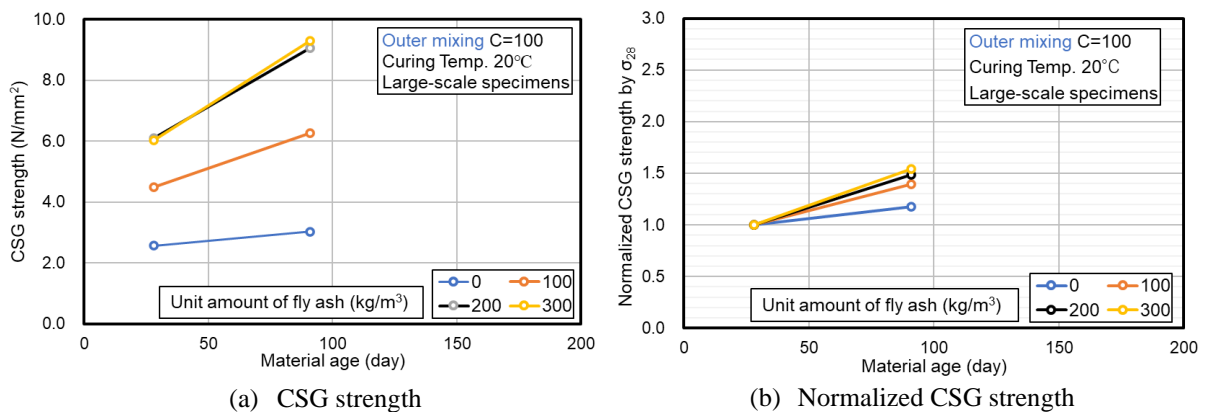 10.0
8.0
6.0
4.0
2.0
0.0
CSG strength (N/mm²)
Outer mixing C=100
Curing Temp. 20℃
Large-scale specimens
0 100
200 300
Unit amount of fly ash (kg/m³)
0 50 100 150 200
Material age (day)
(a) CSG strength
3.0
2.5
2.0
1.5
1.0
0.5
0.0
Normalized CSG strength by σ₂₈
Outer mixing C=100
Curing Temp. 20℃
Large-scale specimens
0 100
200 300
Unit amount of fly ash (kg/m³)
0 50 100 150 200
Material age (day)
(b) Normalized CSG strength